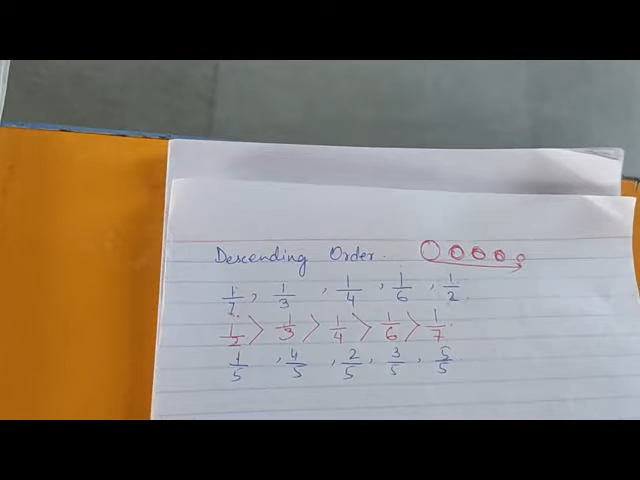 Descending Order.
1/7, 1/3, 1/4, 1/6, 1/2
1/2 > 1/3 > 1/4 > 1/6 > 1/7
1/5, 4/5, 2/5, 3/5, 5/5